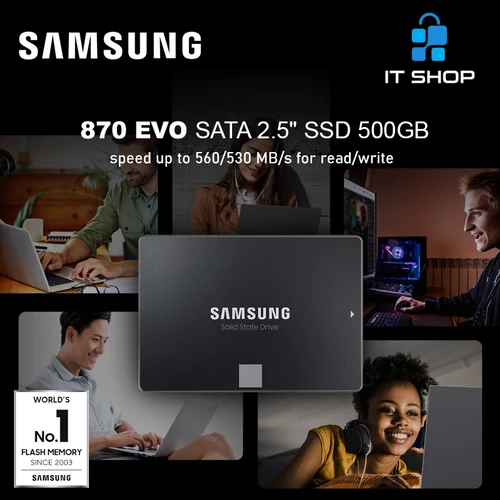 SAMSUNG
IT SHOP
870 EVO SATA 2.5" SSD 500GB
speed up to 560/530 MB/s for read/write
SAMSUNG
Solid State Drive
WORLD'S
No.1
FLASH MEMORY
SINCE 2003
SAMSUNG